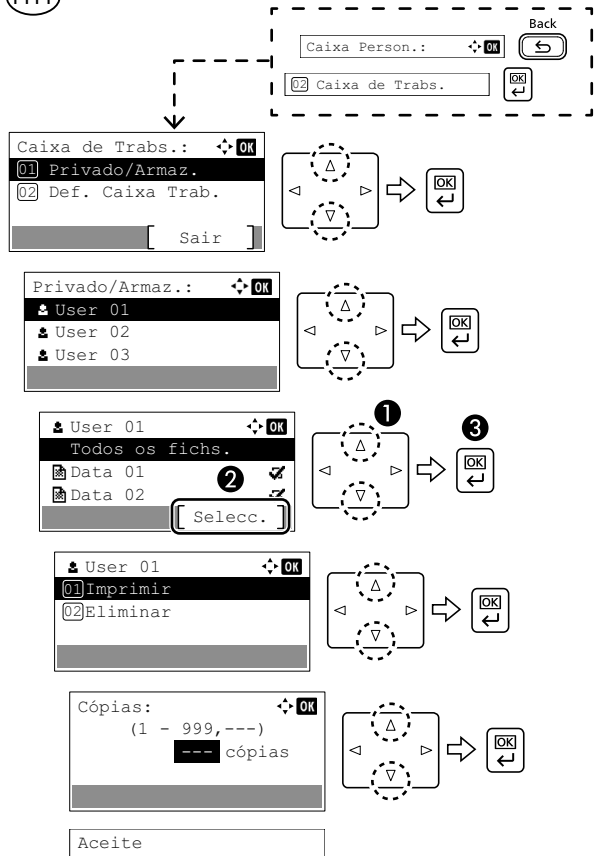 Back
Caixa Person.: OK
02 Caixa de Trabs. OK
Caixa de Trabs.: OK
01 Privado/Armaz.
02 Def. Caixa Trab.
[ Sair ]
OK
Privado/Armaz.: OK
User 01
User 02
User 03
OK
User 01 OK
Todos os fichs.
Data 01
Data 02
[ Selecc. ]
1
2
3
OK
User 01 OK
01 Imprimir
02 Eliminar
OK
Cópias: OK
(1 - 999,---)
--- cópias
OK
Aceite